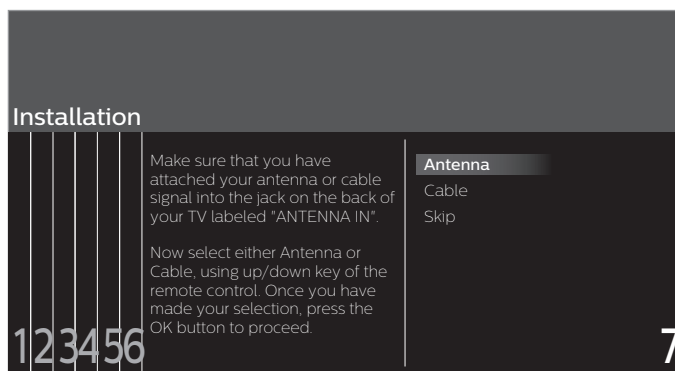 Installation
Make sure that you have
attached your antenna or cable
signal into the jack on the back of
your TV labeled "ANTENNA IN".
Now select either Antenna or
Cable, using up/down key of the
remote control. Once you have
made your selection, press the
OK button to proceed.
Antenna
Cable
Skip
123456
7